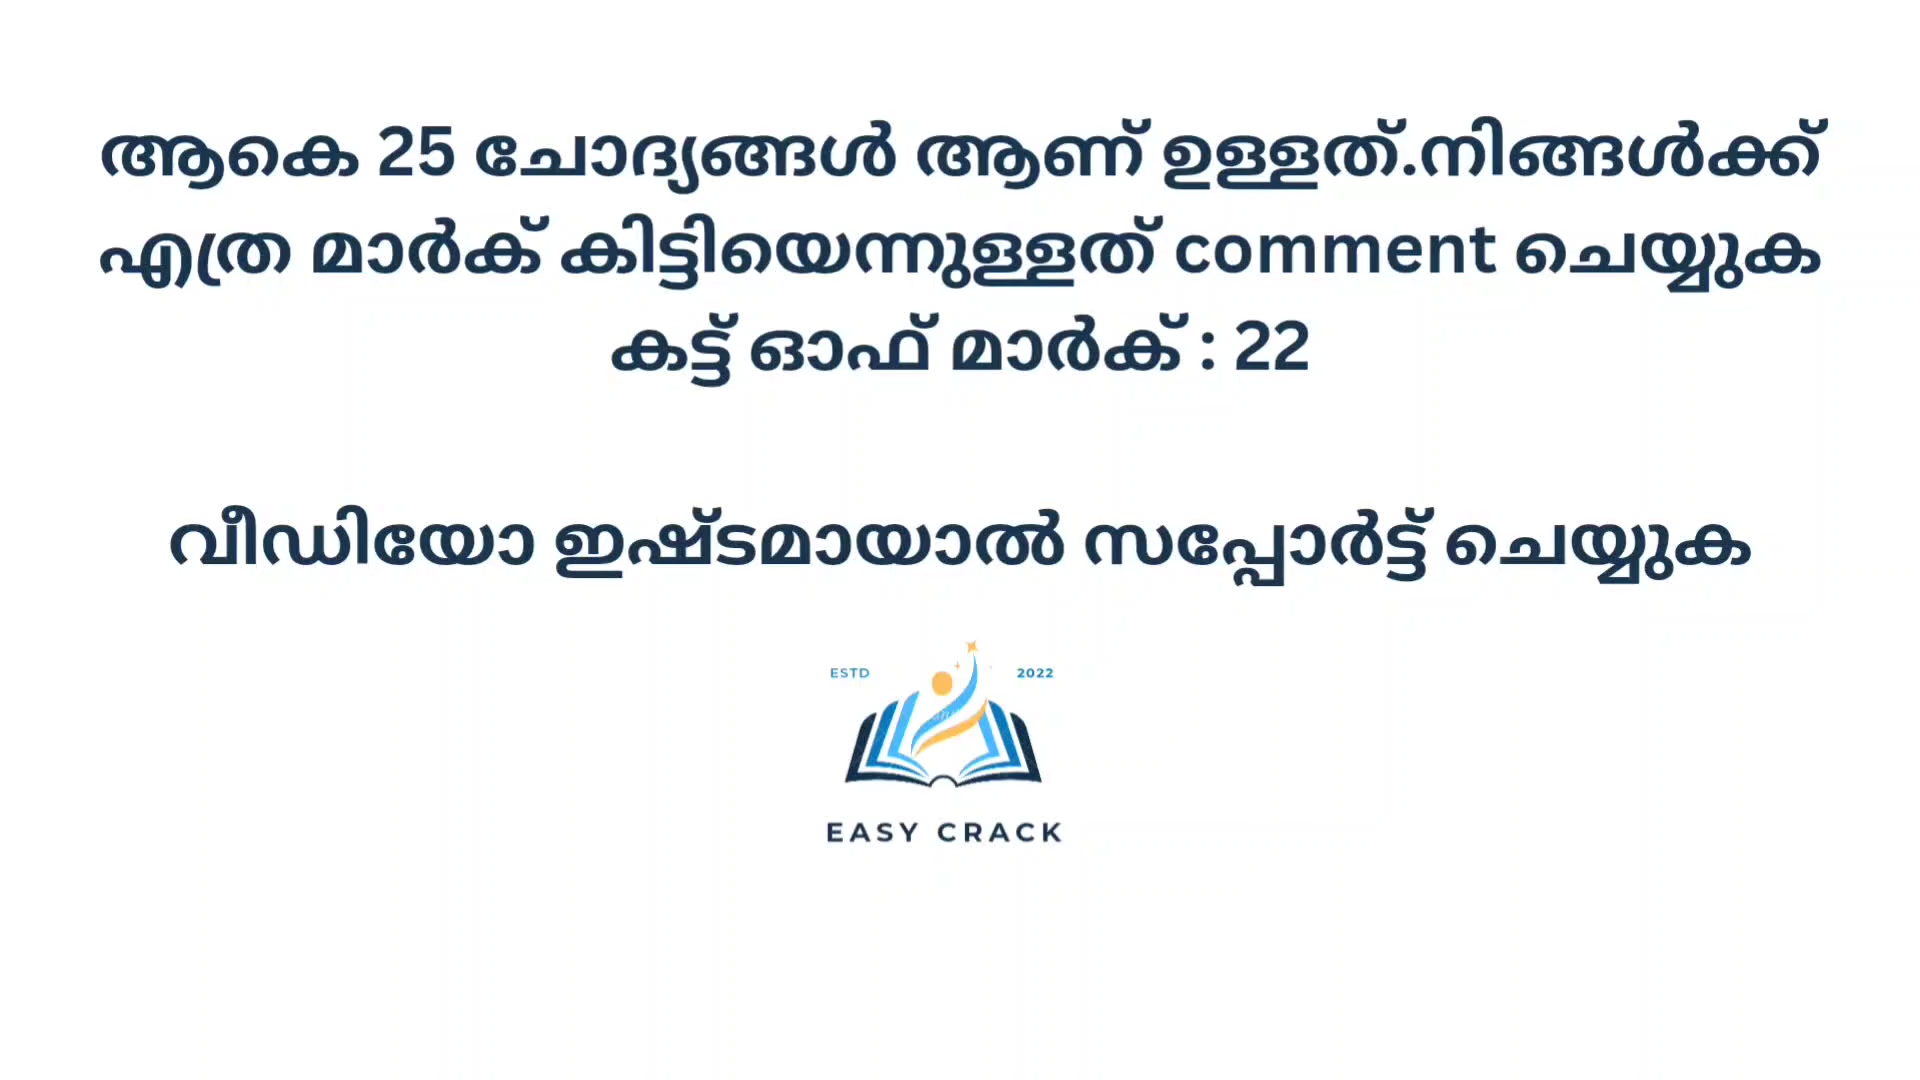 ആകെ 25 ചോദ്യങ്ങൾ ആണ് ഉള്ളത്.നിങ്ങൾക്ക്
എത്ര മാർക് കിട്ടിയെന്നുള്ളത് comment ചെയ്യുക
കട്ട് ഓഫ് മാർക് : 22
വീഡിയോ ഇഷ്ടമായാൽ സപ്പോർട്ട് ചെയ്യുക
ESTD 2022
EASY CRACK